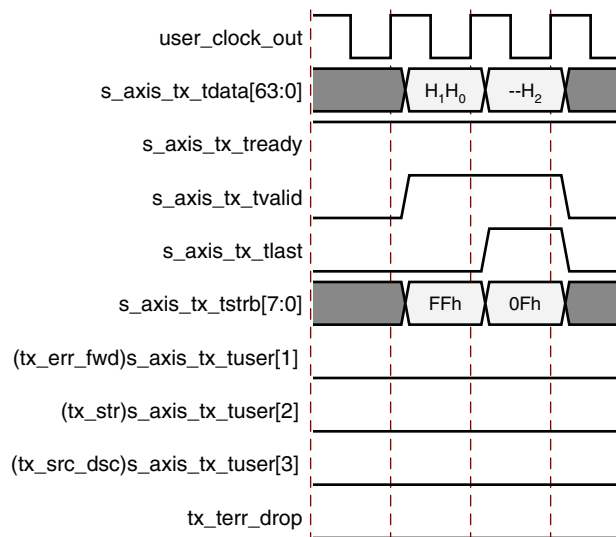 user_clock_out
s_axis_tx_tdata[63:0] H₁H₀ --H₂
s_axis_tx_tready
s_axis_tx_tvalid
s_axis_tx_tlast
s_axis_tx_tstrb[7:0] FFh 0Fh
(tx_err_fwd)s_axis_tx_tuser[1]
(tx_str)s_axis_tx_tuser[2]
(tx_src_dsc)s_axis_tx_tuser[3]
tx_terr_drop